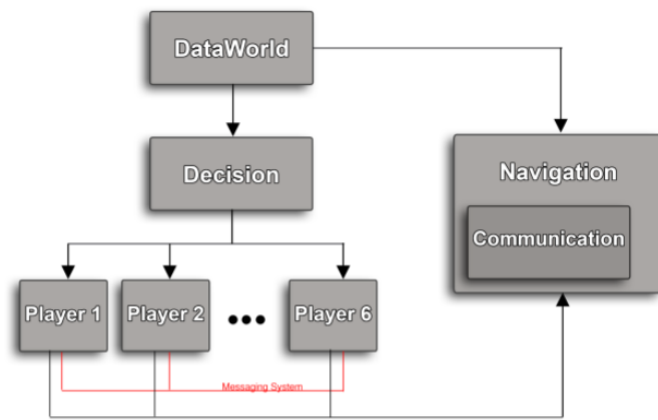 DataWorld
Decision
Navigation
Communication
Player 1
Player 2
Player 6
Messaging System